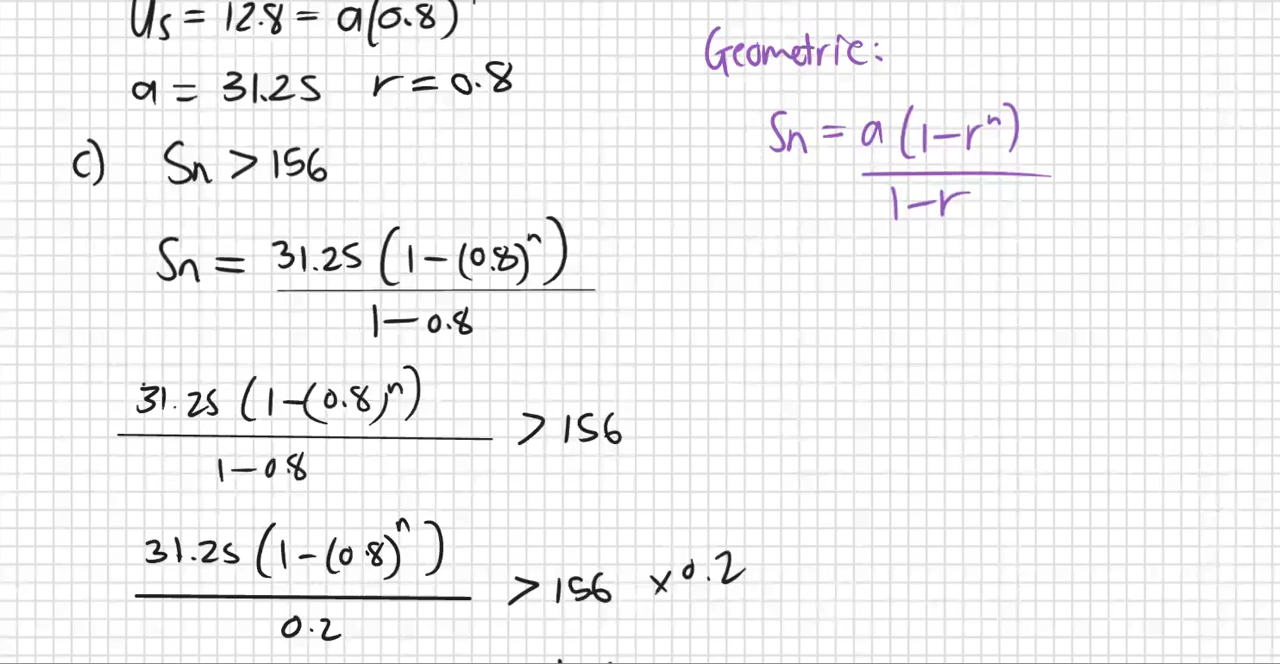 U5 = 12.8 = a(0.8)
a = 31.25 r = 0.8
c) Sn > 156
Sn = 31.25 (1-(0.8)^n)
1-0.8
31.25 (1-(0.8)^n)
> 156
1-0.8
31.25 (1-(0.8)^n)
> 156 x 0.2
0.2
Geometric:
Sn = a (1-r^n)
1-r